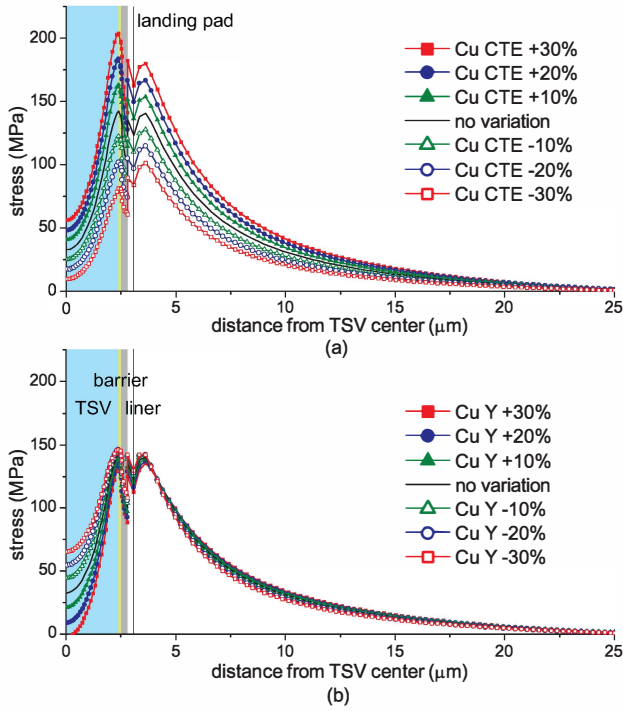 landing pad
200
150
100
50
0
stress (MPa)
Cu CTE +30%
Cu CTE +20%
Cu CTE +10%
no variation
Cu CTE -10%
Cu CTE -20%
Cu CTE -30%
0 5 10 15 20 25
distance from TSV center (μm)
(a)
200
150
100
50
0
stress (MPa)
barrier
TSV liner
Cu Y +30%
Cu Y +20%
Cu Y +10%
no variation
Cu Y -10%
Cu Y -20%
Cu Y -30%
0 5 10 15 20 25
distance from TSV center (μm)
(b)